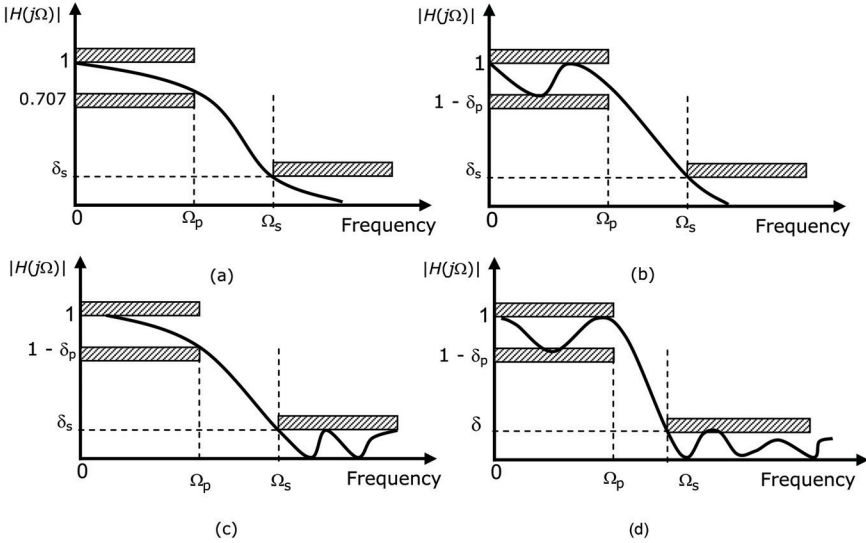 |H(jΩ)|
1
0.707
δs
0
Ωp
Ωs
Frequency
(a)
|H(jΩ)|
1
1 - δp
δs
0
Ωp
Ωs
Frequency
(b)
|H(jΩ)|
1
1 - δp
δs
0
Ωp
Ωs
Frequency
(c)
|H(jΩ)|
1
1 - δp
δ
0
Ωp
Ωs
Frequency
(d)